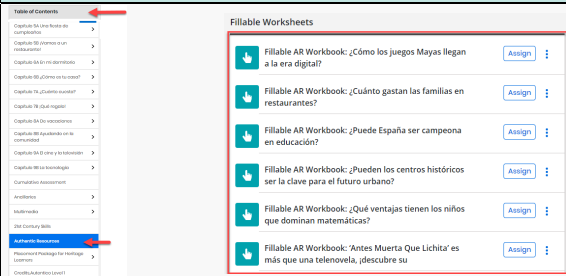 Table of Contents
Capítulo 5A Una fiesta de
cumpleaños
Capítulo 5B ¡Vamos a un
restaurante!
Capítulo 6A En mi dormitorio
Capítulo 6B ¿Cómo es tu casa?
Capítulo 7A ¿Cuánto cuesta?
Capítulo 7B ¡Qué regalo!
Capítulo 8A De vacaciones
Capítulo 8B Ayudando en la
comunidad
Capítulo 9A El cine y la televisión
Capítulo 9B La tecnología
Cumulative Assessment
Ancillaries
Multimedia
21st Century Skills
Authentic Resources
Placement Package for Heritage
Learners
Credits Autentico Level 1
Fillable Worksheets
Fillable AR Workbook: ¿Cómo los juegos Mayas llegan
a la era digital?
Assign
Fillable AR Workbook: ¿Cuánto gastan las familias en
restaurantes?
Assign
Fillable AR Workbook: ¿Puede España ser campeona
en educación?
Assign
Fillable AR Workbook: ¿Pueden los centros históricos
ser la clave para el futuro urbano?
Assign
Fillable AR Workbook: ¿Qué ventajas tienen los niños
que dominan matemáticas?
Assign
Fillable AR Workbook: ‘Antes Muerta Que Lichita’ es
más que una telenovela, ¡descubre su
Assign